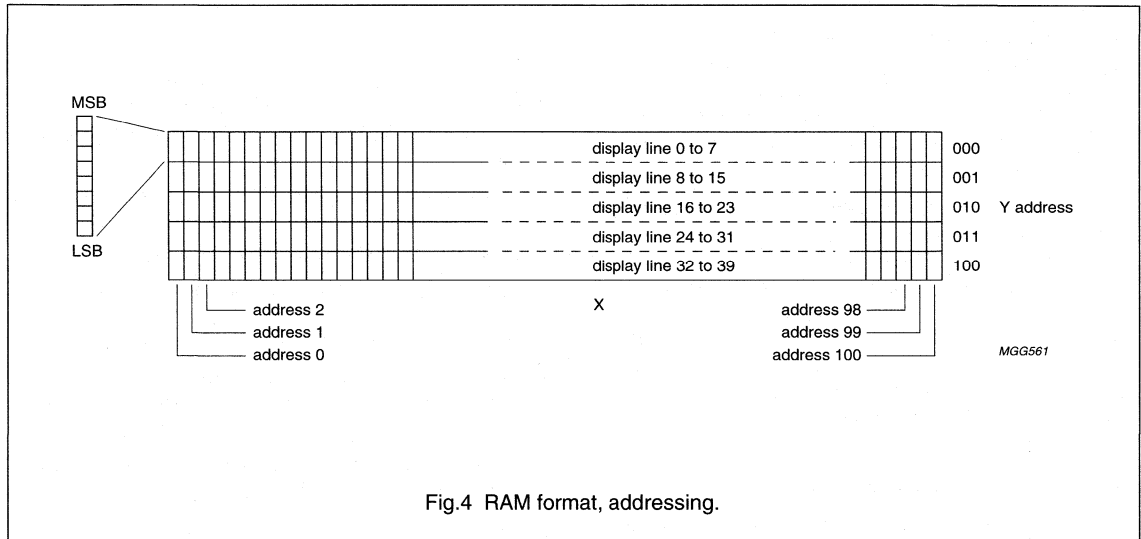 MSB
display line 0 to 7 000
display line 8 to 15 001
display line 16 to 23 010 Y address
display line 24 to 31 011
LSB
display line 32 to 39 100
address 2 X address 98
address 1 address 99
address 0 address 100 MGG561
Fig.4 RAM format, addressing.